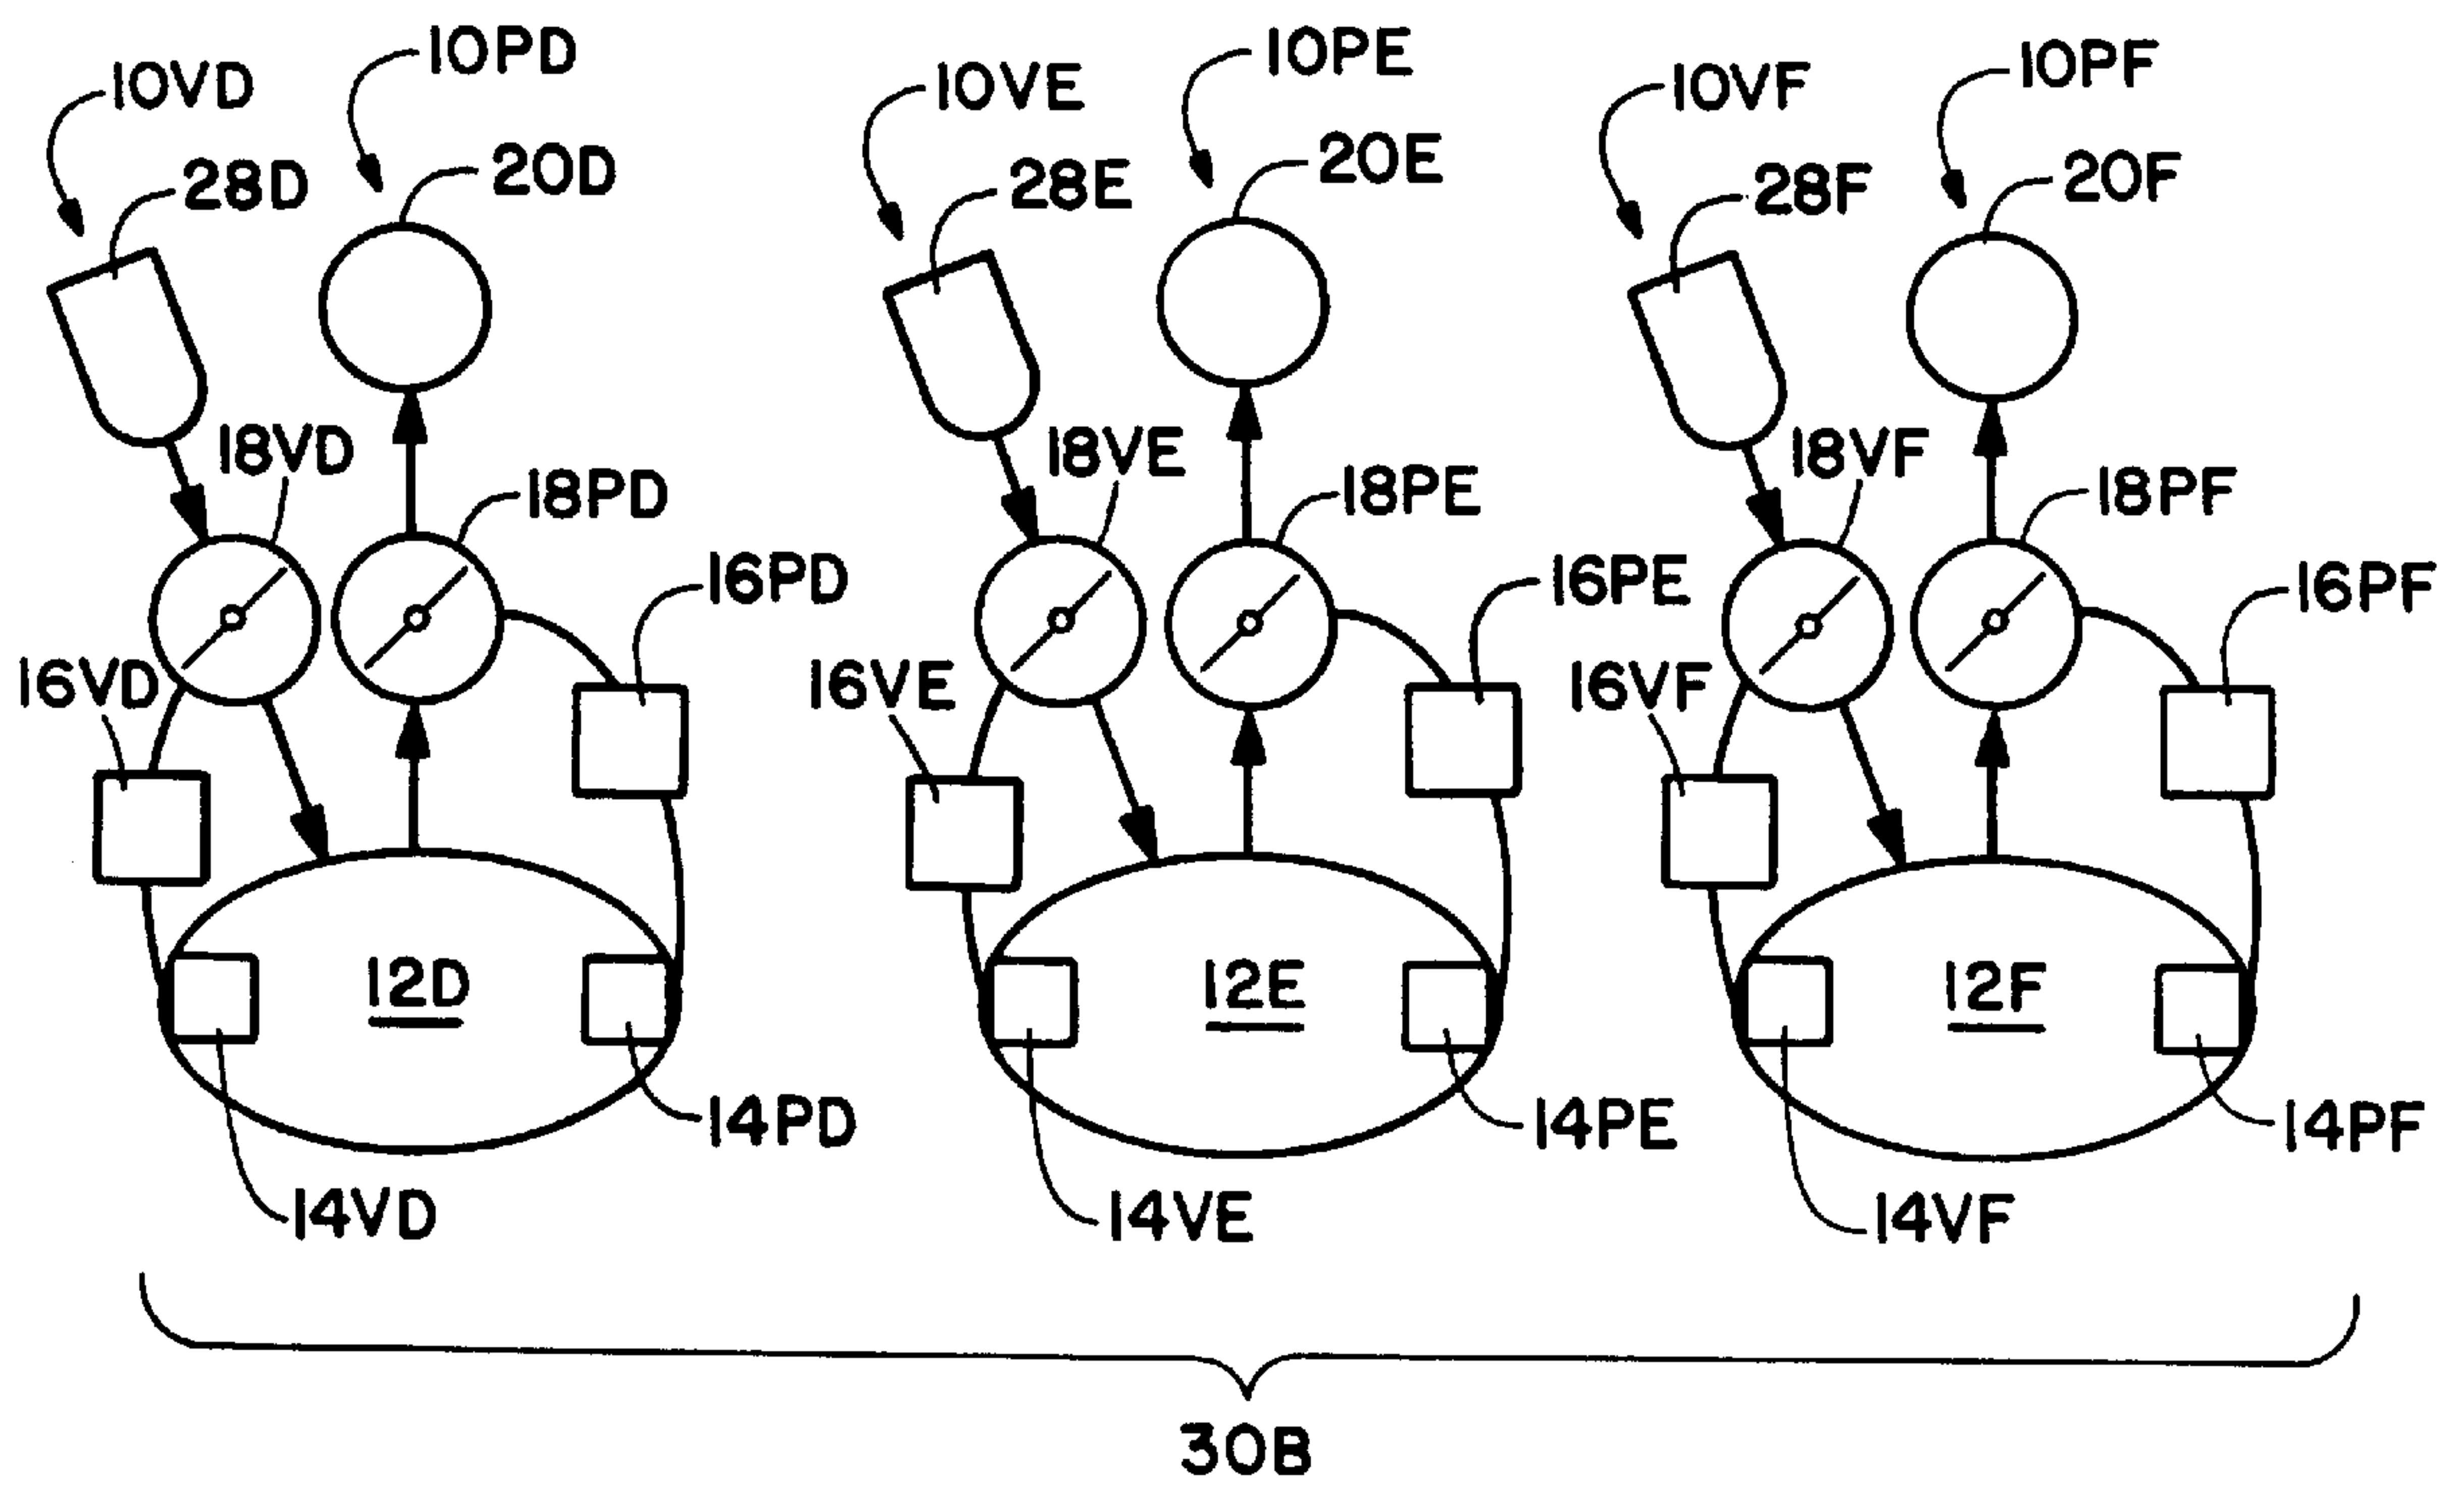 10VD 10PD 10VE 10PE 10VF 10PF
28D 20D 28E 20E 28F 20F
18VD 18PD 18VE 18PE 18VF 18PF
16VD 16PD 16VE 16PE 16VF 16PF
12D 12E 12F
14PD 14PE 14PF
14VD 14VE 14VF
30B